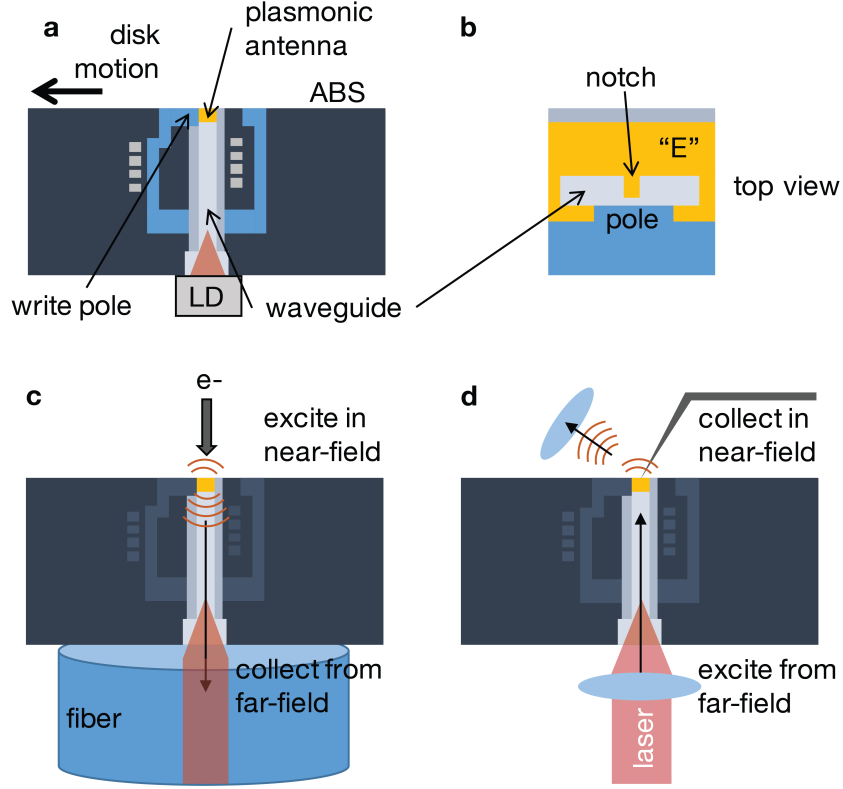 a
disk
motion
plasmonic
antenna
ABS
write pole
LD
waveguide
b
notch
“E”
top view
pole
c
e-
excite in
near-field
collect from
far-field
fiber
d
collect in
near-field
excite from
far-field
laser